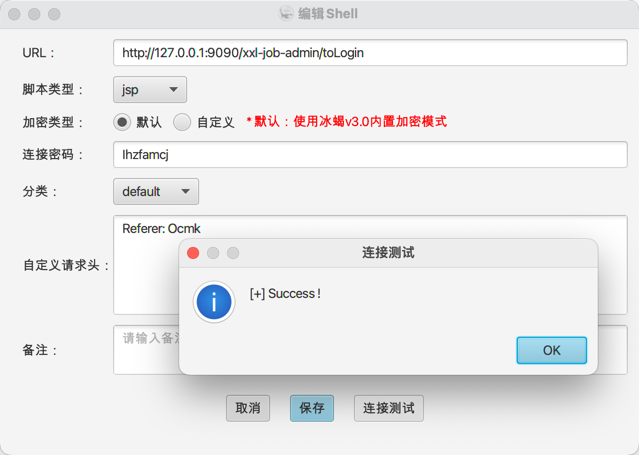 编辑Shell
URL：
http://127.0.0.1:9090/xxl-job-admin/toLogin
脚本类型：
jsp
加密类型：
默认
自定义
*默认：使用冰蝎v3.0内置加密模式
连接密码：
lhzfamcj
分类：
default
自定义请求头：
Referer: Ocmk
连接测试
[+] Success！
OK
备注：
请输入备
取消
保存
连接测试